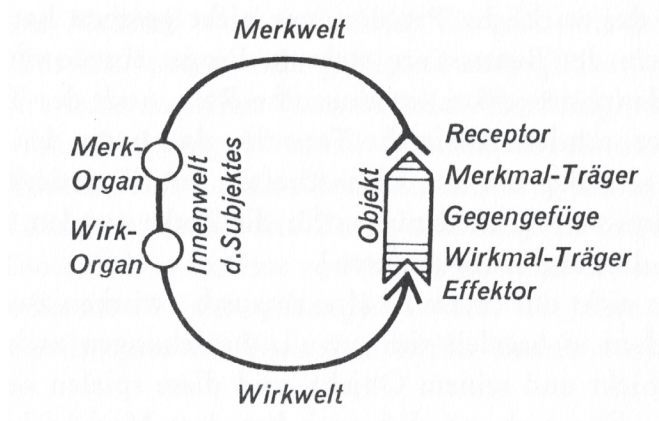 Merkwelt
Merk-
Organ
Wirk-
Organ
Innenwelt
d.Subjektes
Objekt
Receptor
Merkmal-Träger
Gegengefüge
Wirkmal-Träger
Effektor
Wirkwelt